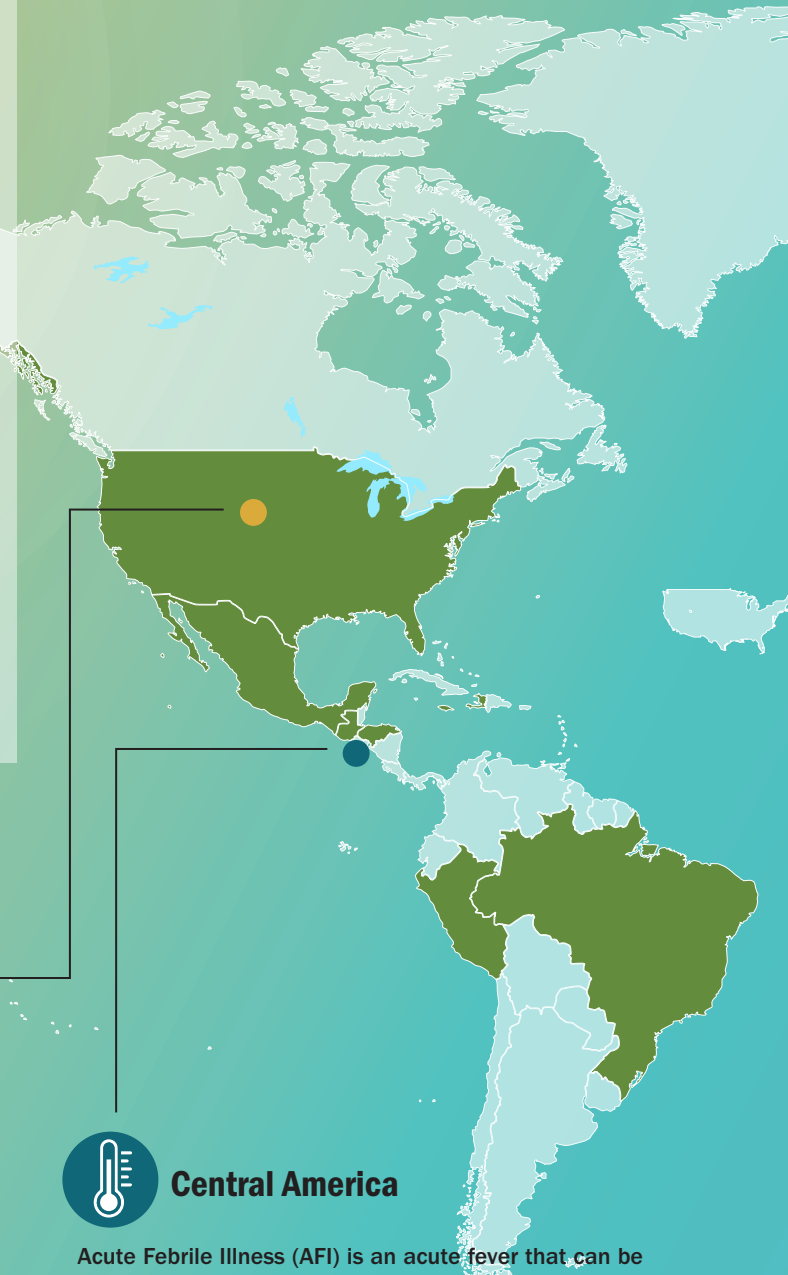 Central America
Acute Febrile Illness (AFI) is an acute fever that can be